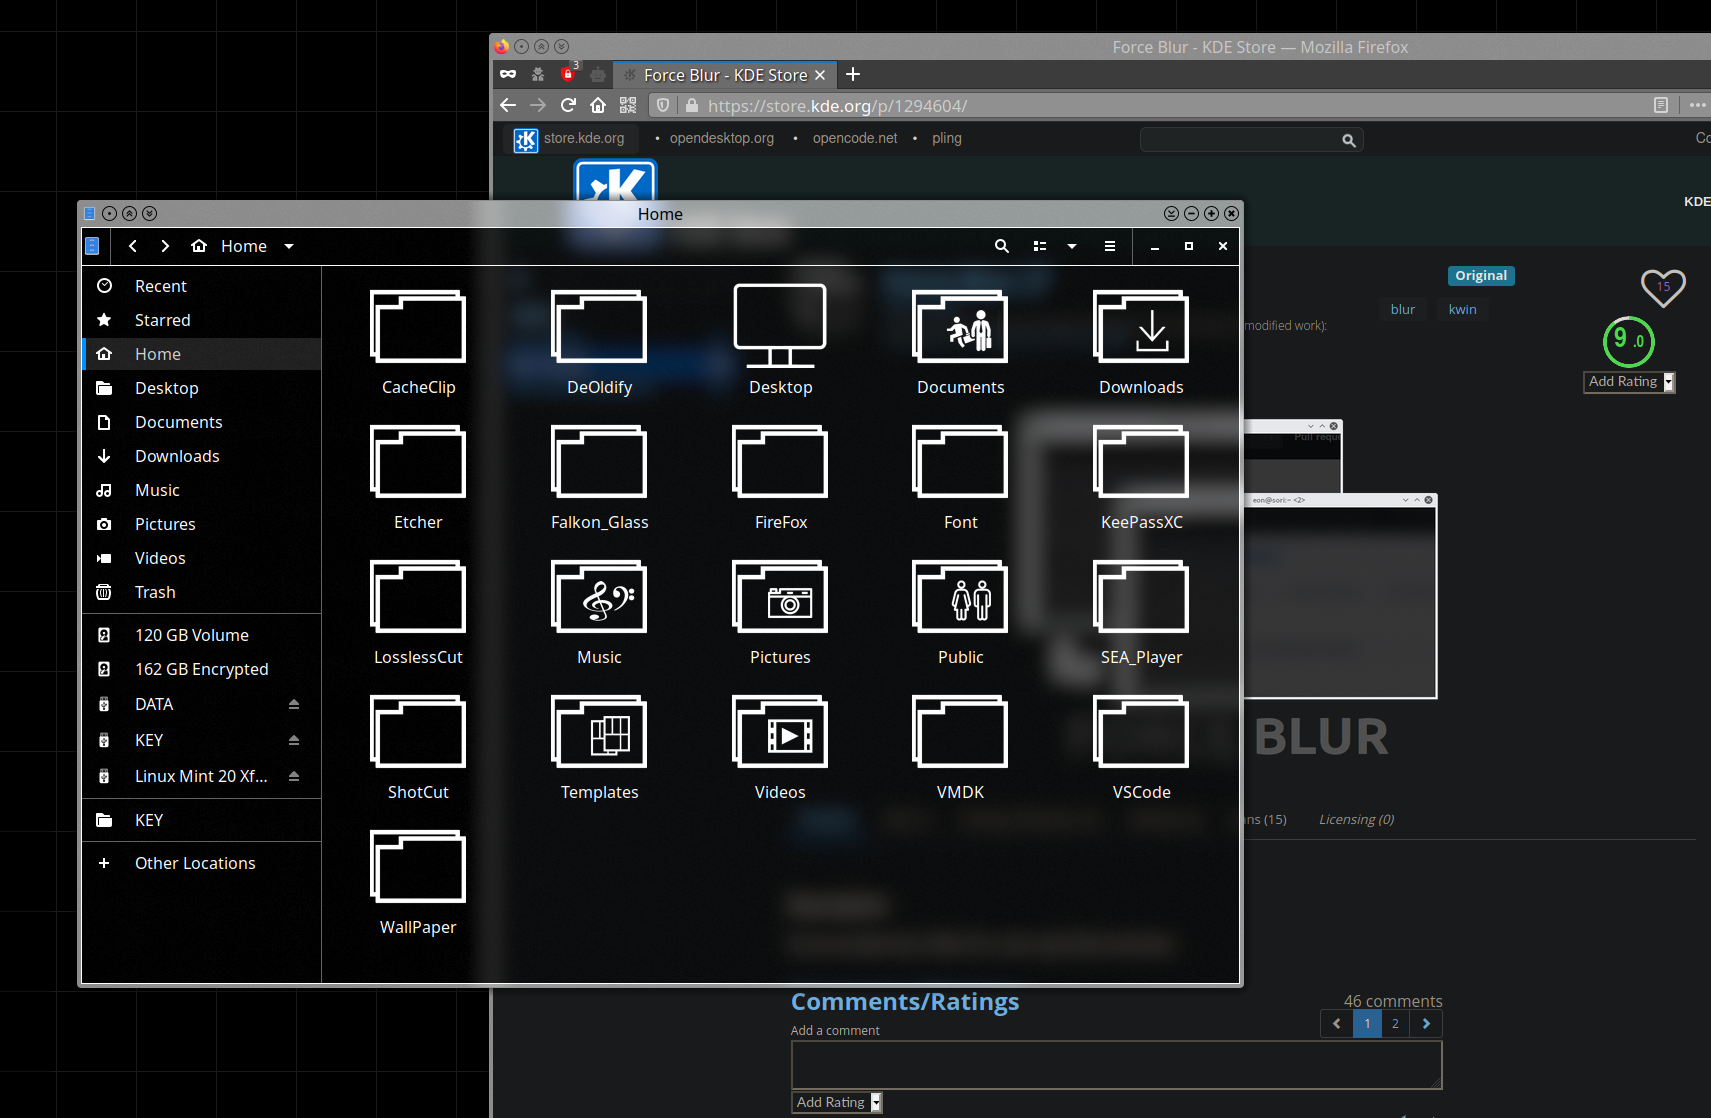 Force Blur - KDE Store — Mozilla Firefox
3
Force Blur - KDE Store
https://store.kde.org/p/1294604/
store.kde.org • opendesktop.org • opencode.net • pling
KDE
Home
Home
Recent
Starred
Home
Desktop
Documents
Downloads
Music
Pictures
Videos
Trash
120 GB Volume
162 GB Encrypted
DATA
KEY
Linux Mint 20 Xf...
KEY
Other Locations
CacheClip DeOldify Desktop Documents Downloads
Etcher Falkon_Glass FireFox Font KeePassXC
LosslessCut Music Pictures Public SEA_Player
ShotCut Templates Videos VMDK VSCode
WallPaper
Original
15
blur kwin
modified work):
9.0
Add Rating
eon@sori:~ <2>
BLUR
ns (15) Licensing (0)
Comments/Ratings
46 comments
Add a comment
1 2
Add Rating